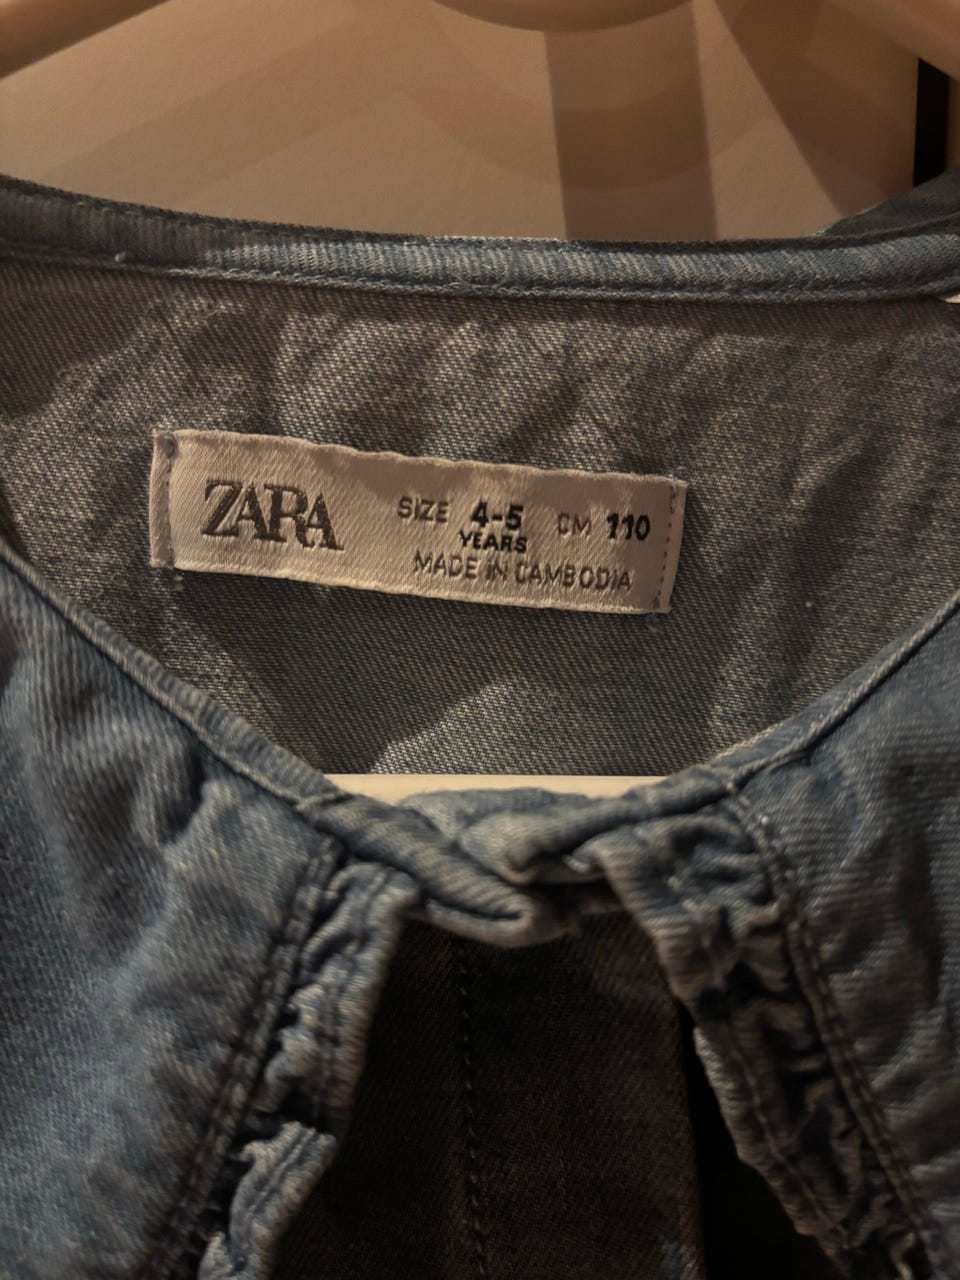 ZARA
SIZE 4-5 CM 110
YEARS
MADE IN CAMBODIA